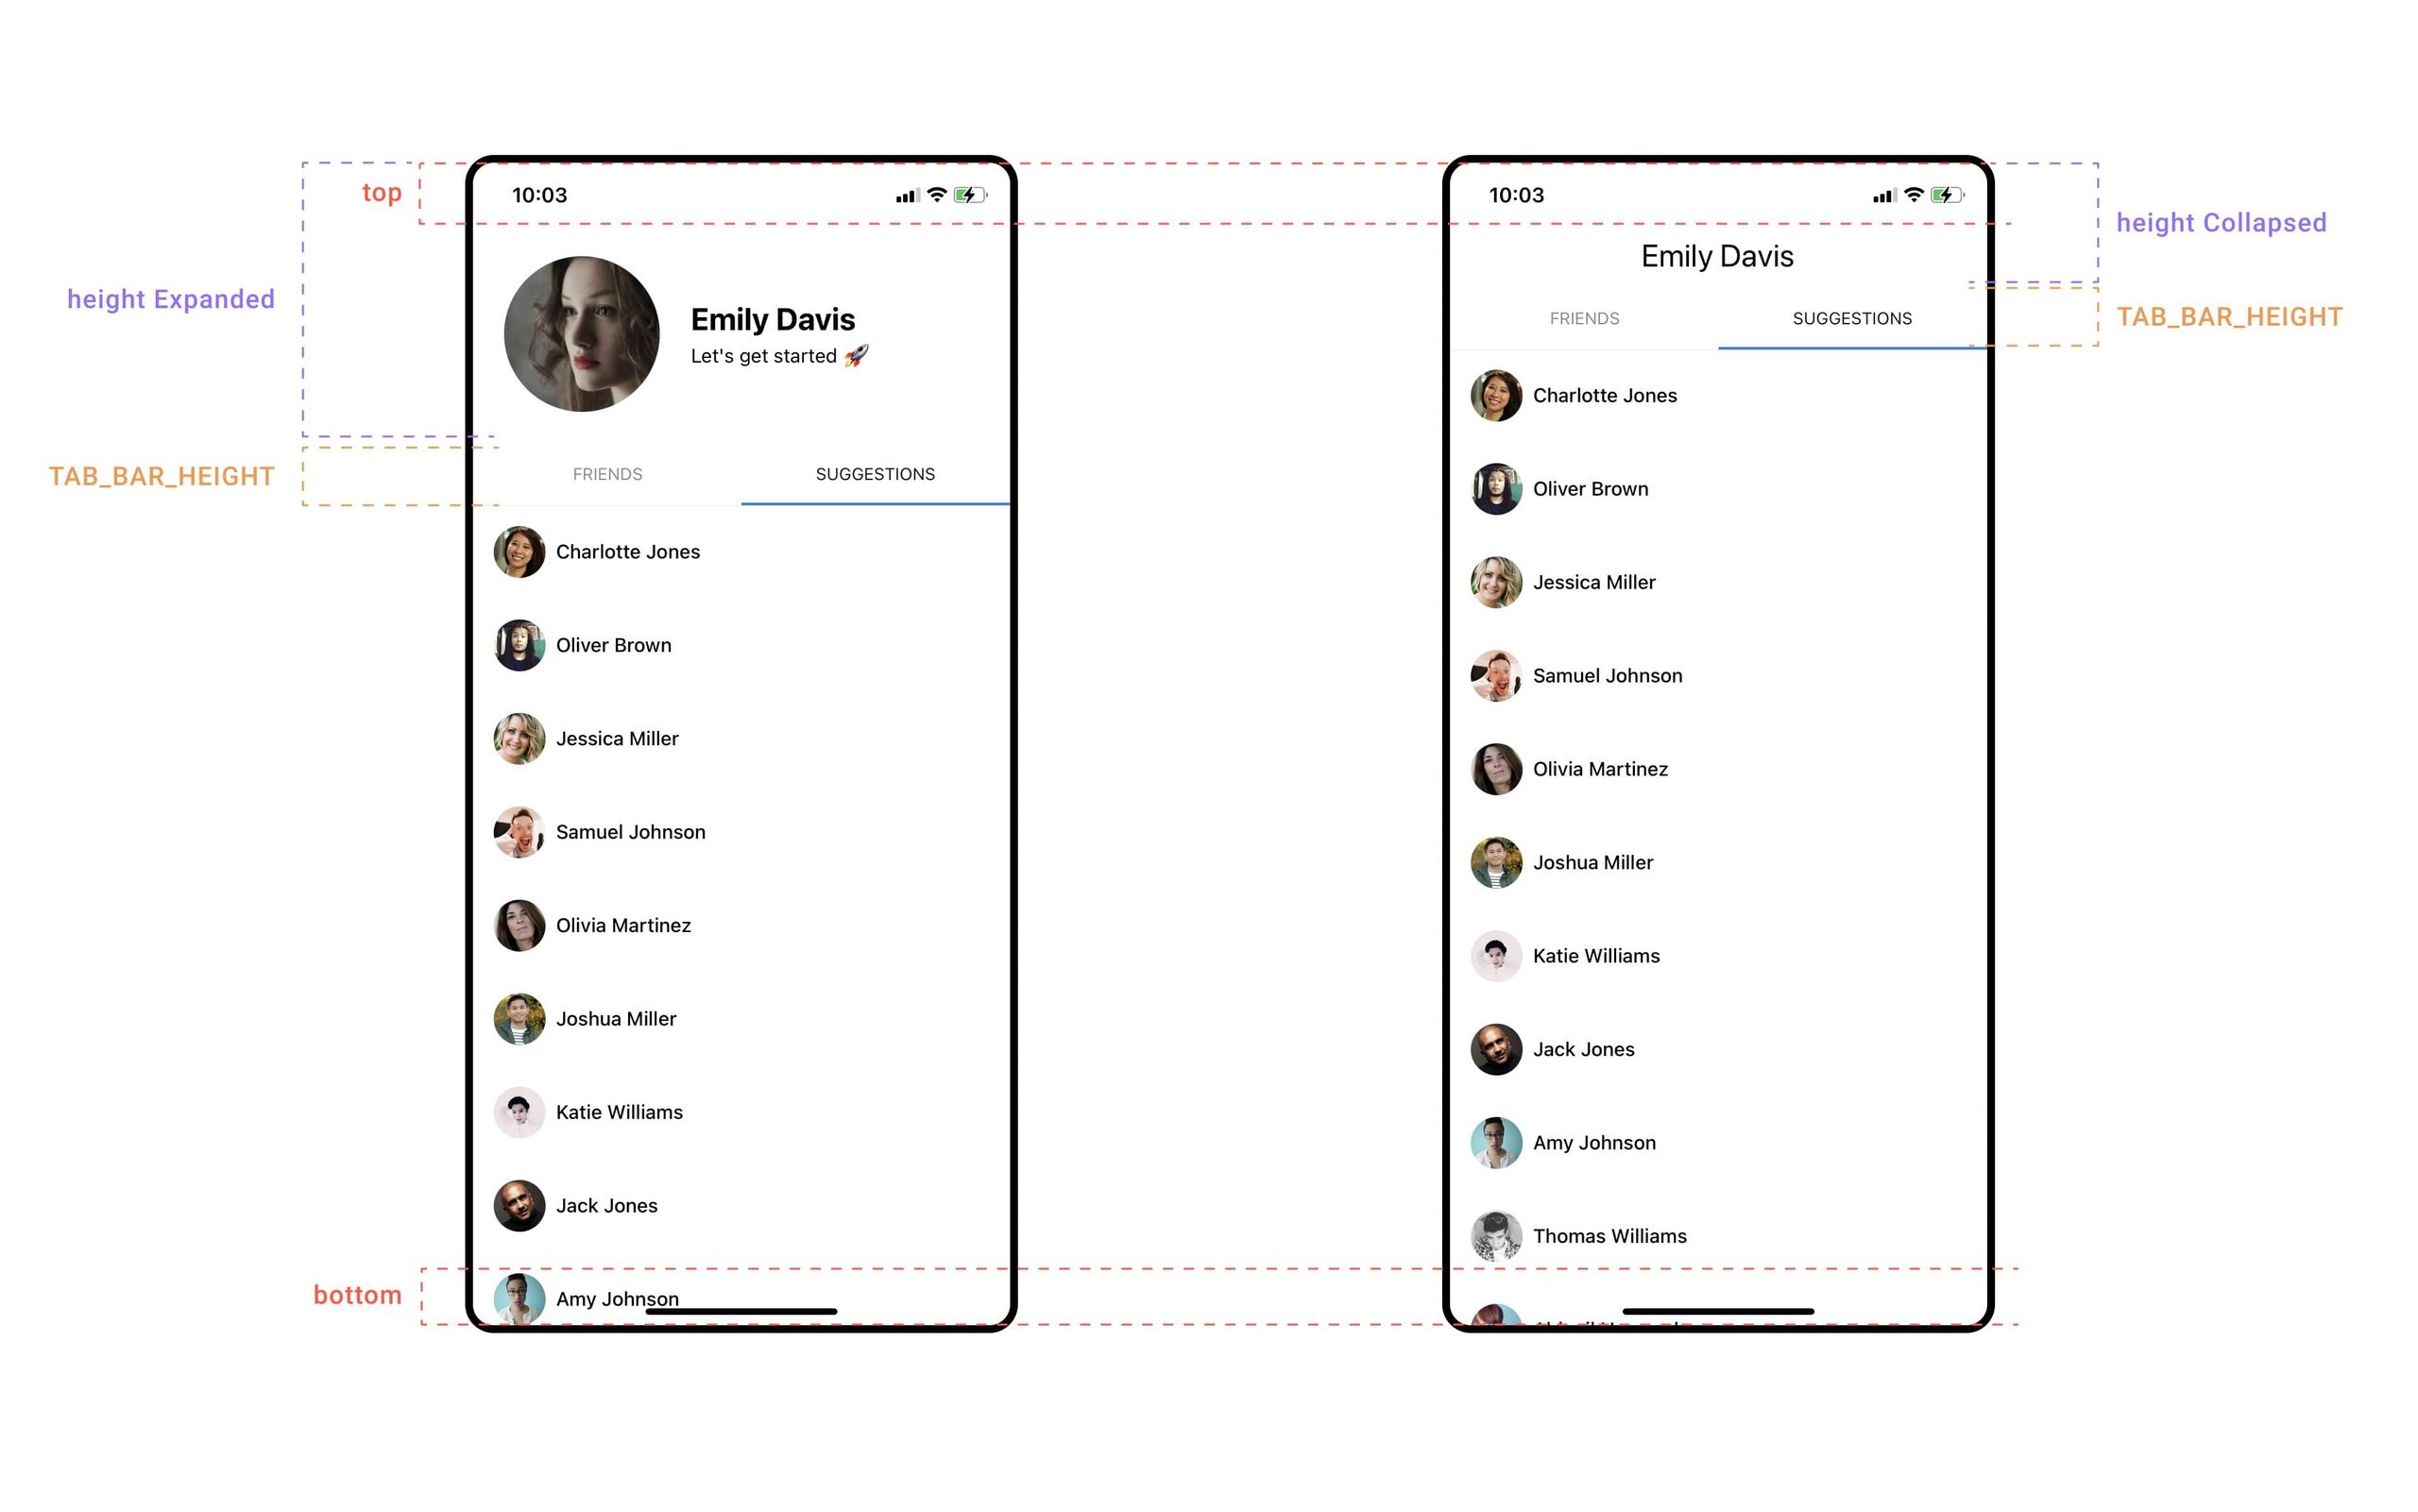 top
height Expanded
TAB_BAR_HEIGHT
bottom
10:03
Emily Davis
Let's get started 🚀
FRIENDS SUGGESTIONS
Charlotte Jones
Oliver Brown
Jessica Miller
Samuel Johnson
Olivia Martinez
Joshua Miller
Katie Williams
Jack Jones
Amy Johnson
10:03
Emily Davis
FRIENDS SUGGESTIONS
Charlotte Jones
Oliver Brown
Jessica Miller
Samuel Johnson
Olivia Martinez
Joshua Miller
Katie Williams
Jack Jones
Amy Johnson
Thomas Williams
height Collapsed
TAB_BAR_HEIGHT